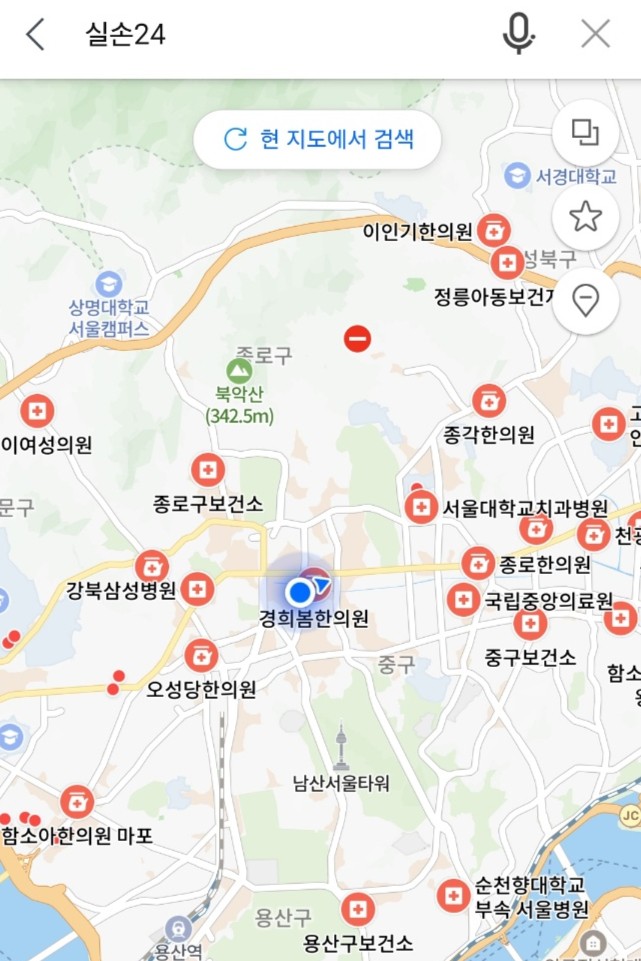 실손24
현 지도에서 검색
서경대학교
이인기한의원
성북구
정릉아동보건지
상명대학교
서울캠퍼스
종로구
북악산
(342.5m)
이여성의원
종각한의원
종로구보건소
문구
서울대학교치과병원
천광
종로한의원
강북삼성병원
국립중앙의료원
경희봄한의원
중구보건소
중구
함소
오성당한의원
남산서울타워
JC
함소아한의원 마포
순천향대학교
부속 서울병원
용산구
용산구보건소
용산역